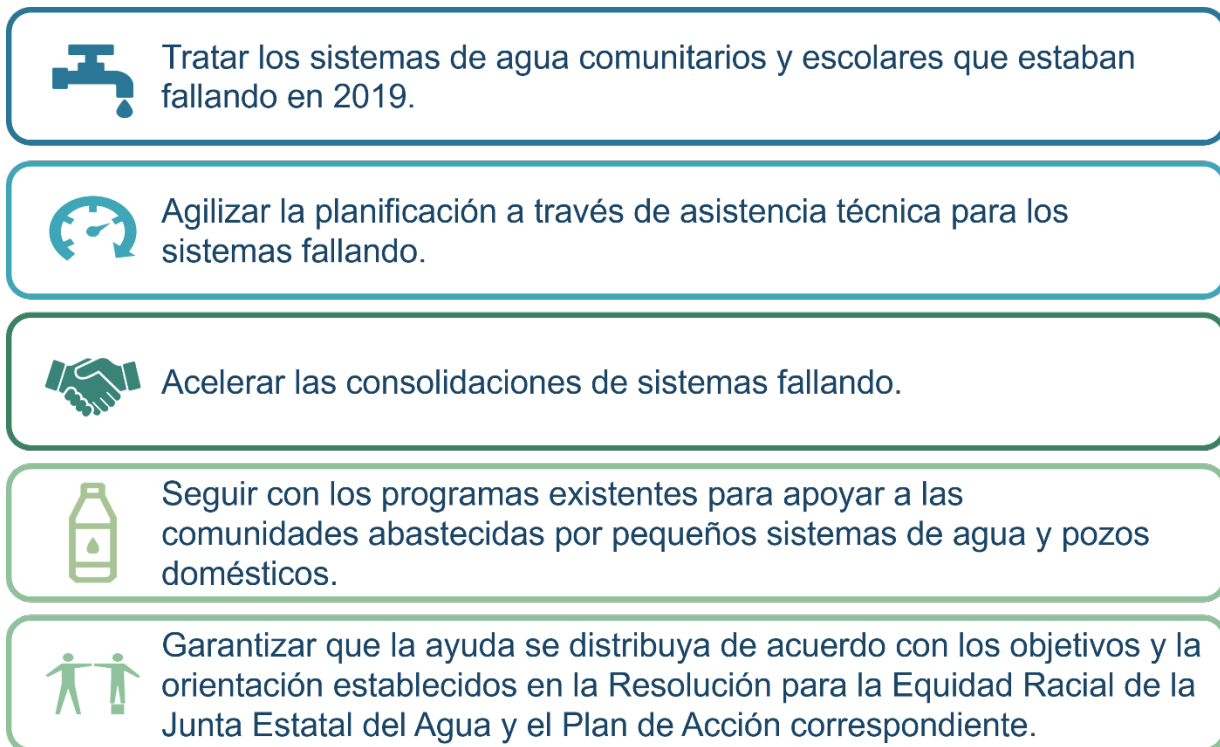 Tratar los sistemas de agua comunitarios y escolares que estaban
fallando en 2019.
Agilizar la planificación a través de asistencia técnica para los
sistemas fallando.
Acelerar las consolidaciones de sistemas fallando.
Seguir con los programas existentes para apoyar a las
comunidades abastecidas por pequeños sistemas de agua y pozos
domésticos.
Garantizar que la ayuda se distribuya de acuerdo con los objetivos y la
orientación establecidos en la Resolución para la Equidad Racial de la
Junta Estatal del Agua y el Plan de Acción correspondiente.